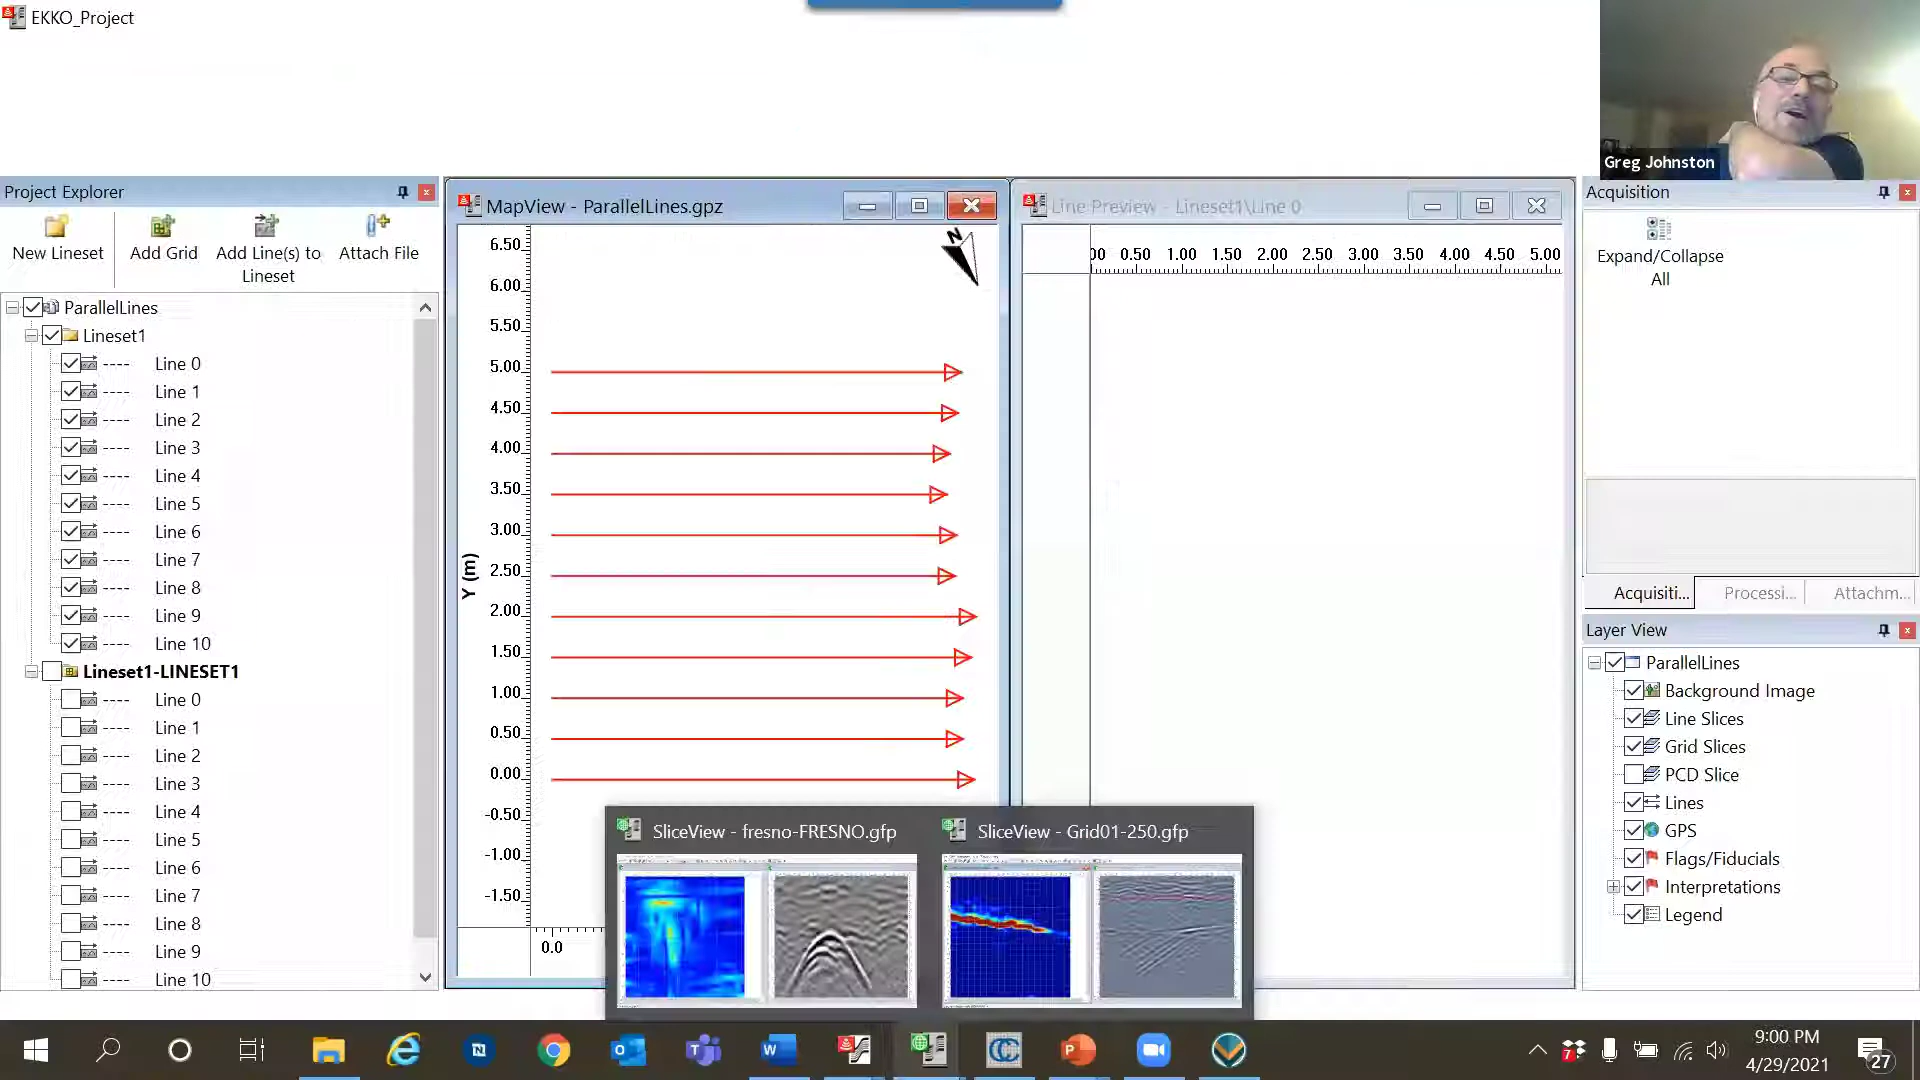 EKKO_Project
Greg Johnston
Project Explorer
New Lineset
Add Grid
Add Line(s) to
Lineset
Attach File
ParallelLines
Lineset1
Line 0
Line 1
Line 2
Line 3
Line 4
Line 5
Line 6
Line 7
Line 8
Line 9
Line 10
Lineset1-LINESET1
Line 0
Line 1
Line 2
Line 3
Line 4
Line 5
Line 6
Line 7
Line 8
Line 9
Line 10
MapView - ParallelLines.gpz
N
6.50
6.00
5.50
5.00
4.50
4.00
3.50
3.00
2.50
2.00
1.50
1.00
0.50
0.00
-0.50
-1.00
-1.50
Y (m)
0.0
Line Preview - Lineset1\Line 0
00 0.50 1.00 1.50 2.00 2.50 3.00 3.50 4.00 4.50 5.00
SliceView - fresno-FRESNO.gfp
SliceView - Grid01-250.gfp
Acquisition
Expand/Collapse
All
Acquisiti...
Processi...
Attachm...
Layer View
ParallelLines
Background Image
Line Slices
Grid Slices
PCD Slice
Lines
GPS
Flags/Fiducials
Interpretations
Legend
9:00 PM
4/29/2021
27